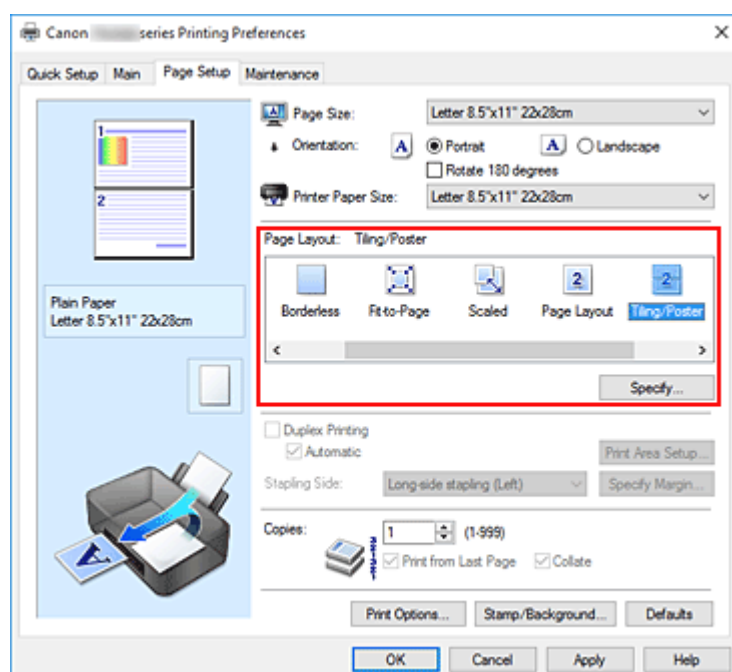 Canon series Printing Preferences
Quick Setup Main Page Setup Maintenance
1
2
Plain Paper
Letter 8.5"x11" 22x28cm
Page Size: Letter 8.5"x11" 22x28cm
Orientation: A Portrait A Landscape
Rotate 180 degrees
Printer Paper Size: Letter 8.5"x11" 22x28cm
Page Layout: Tiling/Poster
2 2
Borderless Fit-to-Page Scaled Page Layout Tiling/Poster
Specify...
Duplex Printing
Automatic Print Area Setup...
Stapling Side: Long-side stapling (Left) Specify Margin...
Copies: 1 (1-999)
Print from Last Page Collate
A
Print Options... Stamp/Background... Defaults
OK Cancel Apply Help